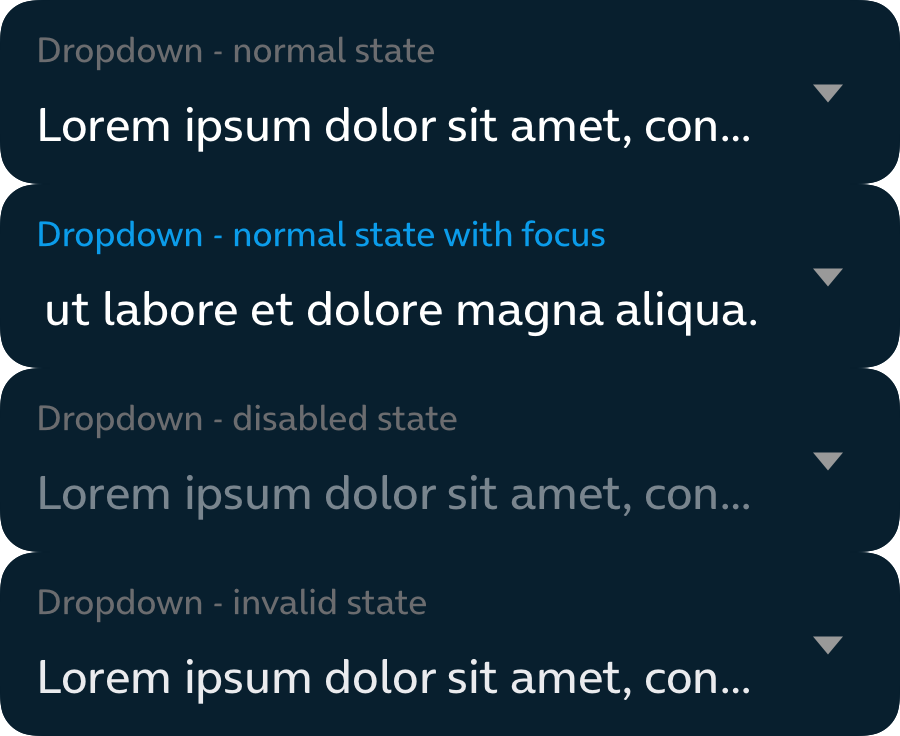 Dropdown - normal state
Lorem ipsum dolor sit amet, con...
Dropdown - normal state with focus
ut labore et dolore magna aliqua.
Dropdown - disabled state
Lorem ipsum dolor sit amet, con...
Dropdown - invalid state
Lorem ipsum dolor sit amet, con...